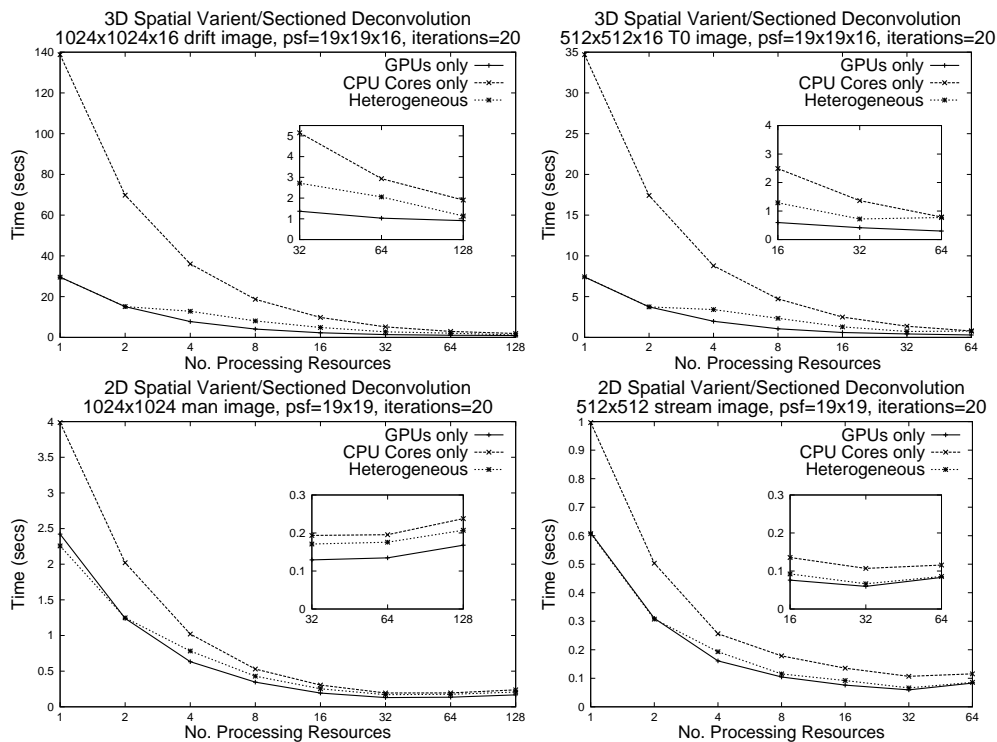 3D Spatial Varient/Sectioned Deconvolution
1024x1024x16 drift image, psf=19x19x16, iterations=20
140
120
100
80
60
40
20
0
Time (secs)
GPUs only
CPU Cores only
Heterogeneous
5
4
3
2
1
0
32 64 128
1 2 4 8 16 32 64 128
No. Processing Resources
3D Spatial Varient/Sectioned Deconvolution
512x512x16 T0 image, psf=19x19x16, iterations=20
35
30
25
20
15
10
5
0
Time (secs)
GPUs only
CPU Cores only
Heterogeneous
4
3
2
1
0
16 32 64
1 2 4 8 16 32 64
No. Processing Resources
2D Spatial Varient/Sectioned Deconvolution
1024x1024 man image, psf=19x19, iterations=20
4
3.5
3
2.5
2
1.5
1
0.5
0
Time (secs)
GPUs only
CPU Cores only
Heterogeneous
0.3
0.2
0.1
0
32 64 128
1 2 4 8 16 32 64 128
No. Processing Resources
2D Spatial Varient/Sectioned Deconvolution
512x512 stream image, psf=19x19, iterations=20
1
0.9
0.8
0.7
0.6
0.5
0.4
0.3
0.2
0.1
0
Time (secs)
GPUs only
CPU Cores only
Heterogeneous
0.3
0.2
0.1
0
16 32 64
1 2 4 8 16 32 64
No. Processing Resources